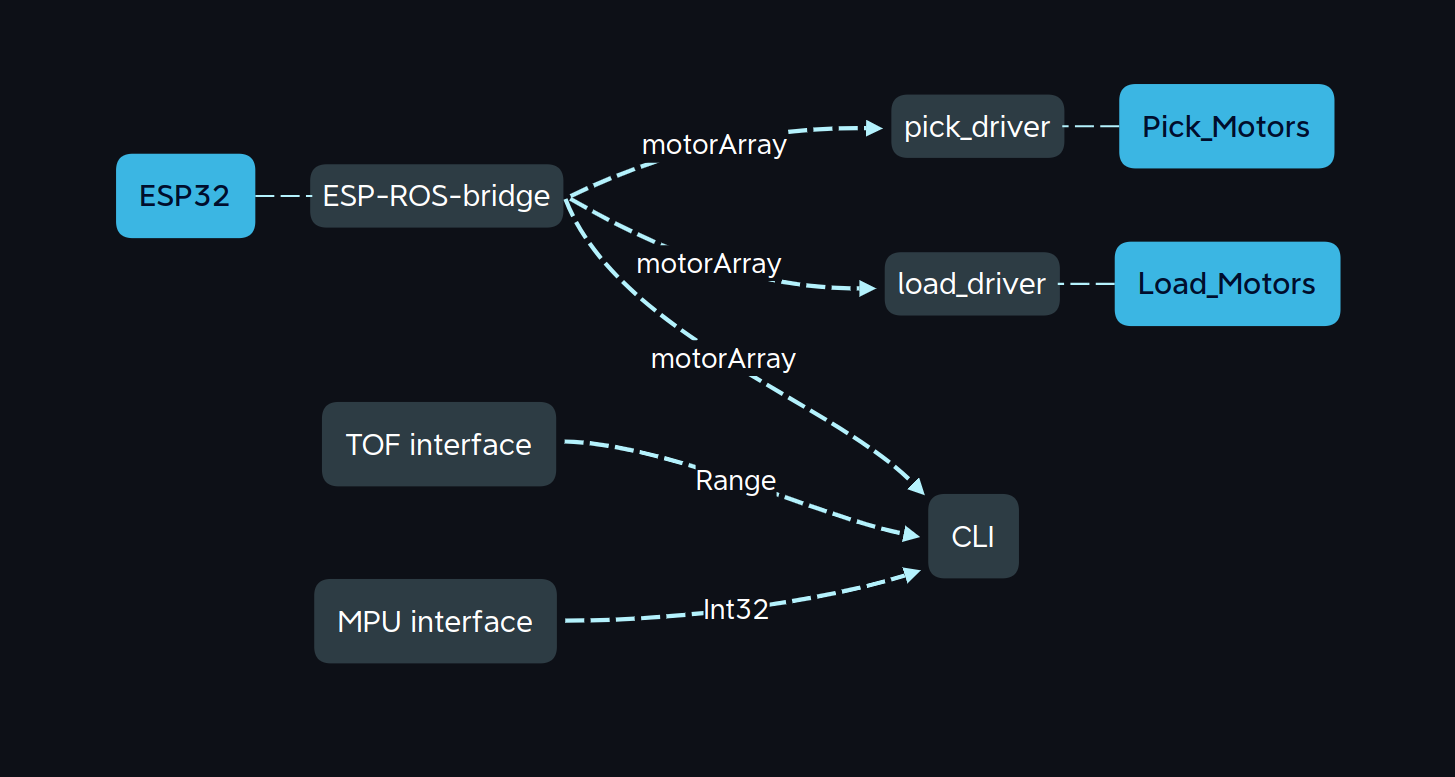 ESP32
ESP-ROS-bridge
motorArray
pick_driver
Pick_Motors
motorArray
load_driver
Load_Motors
motorArray
TOF interface
Range
CLI
MPU interface
Int32